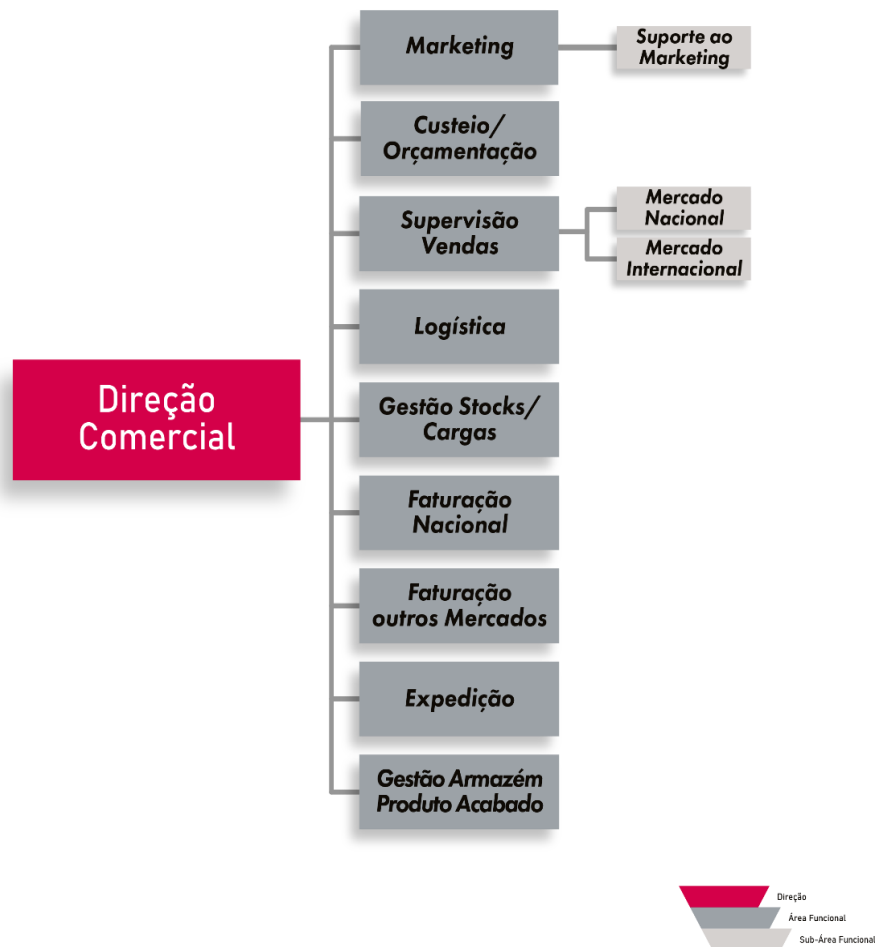 Marketing
Suporte ao
Marketing
Custeio/
Orçamentação
Supervisão
Vendas
Mercado
Nacional
Mercado
Internacional
Logística
Direção
Comercial
Gestão Stocks/
Cargas
Faturação
Nacional
Faturação
outros Mercados
Expedição
Gestão Armazém
Produto Acabado
Direção
Área Funcional
Sub-Área Funcional